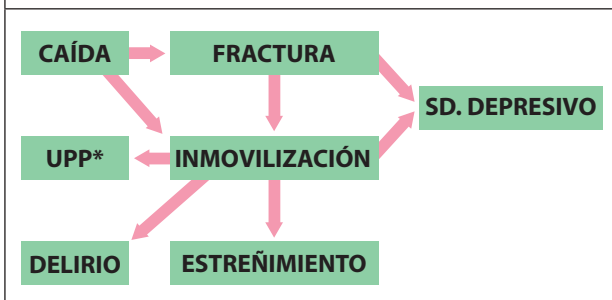 CAÍDA
FRACTURA
SD. DEPRESIVO
UPP*
INMOVILIZACIÓN
DELIRIO
ESTREÑIMIENTO